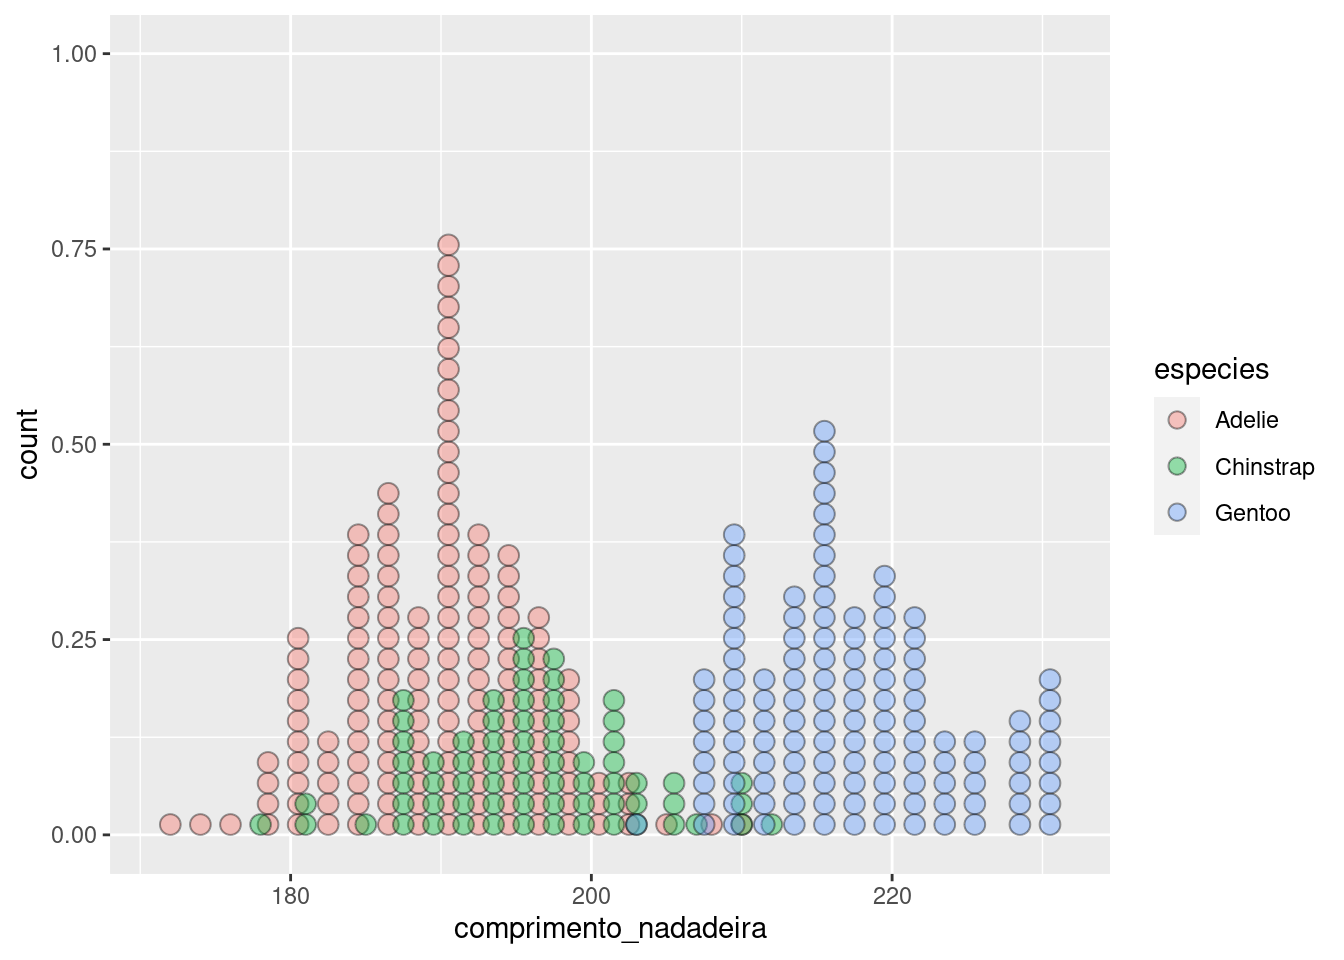 1.00
0.75
0.50
0.25
0.00
count
180
200
220
comprimento_nadadeira
especies
Adelie
Chinstrap
Gentoo